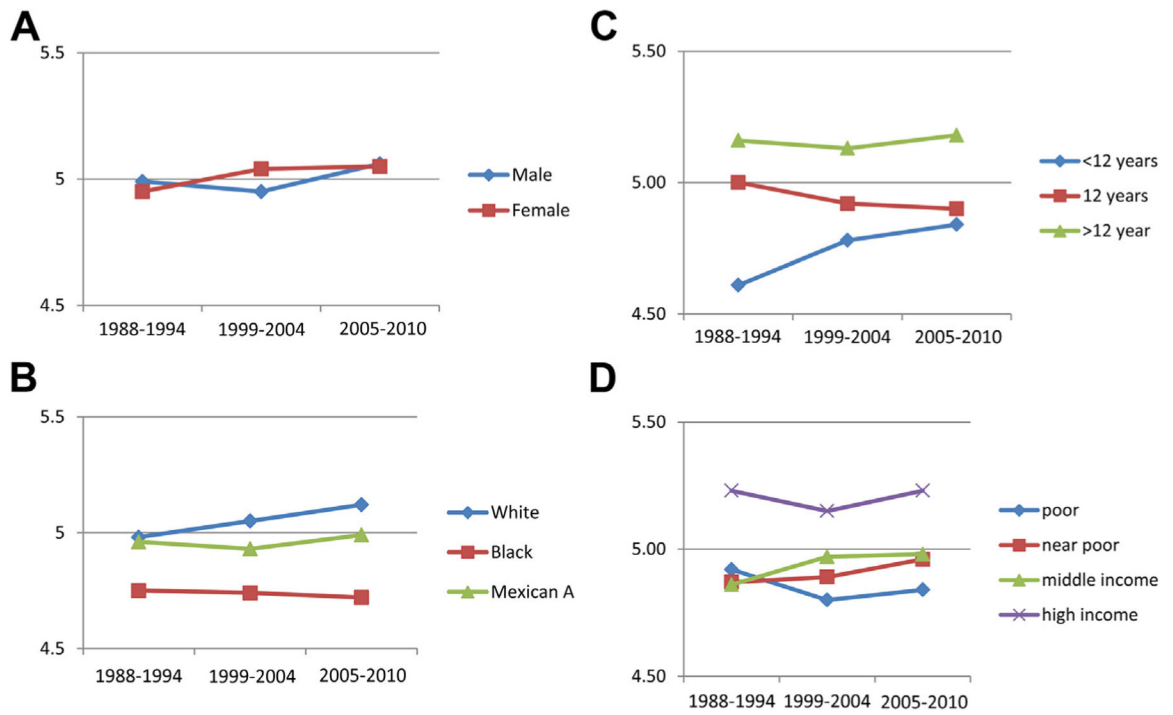 A
5.5
5
4.5
1988-1994
1999-2004
2005-2010
Male
Female
B
5.5
5
4.5
1988-1994
1999-2004
2005-2010
White
Black
Mexican A
C
5.50
5.00
4.50
1988-1994
1999-2004
2005-2010
<12 years
12 years
>12 year
D
5.50
5.00
4.50
1988-1994
1999-2004
2005-2010
poor
near poor
middle income
high income